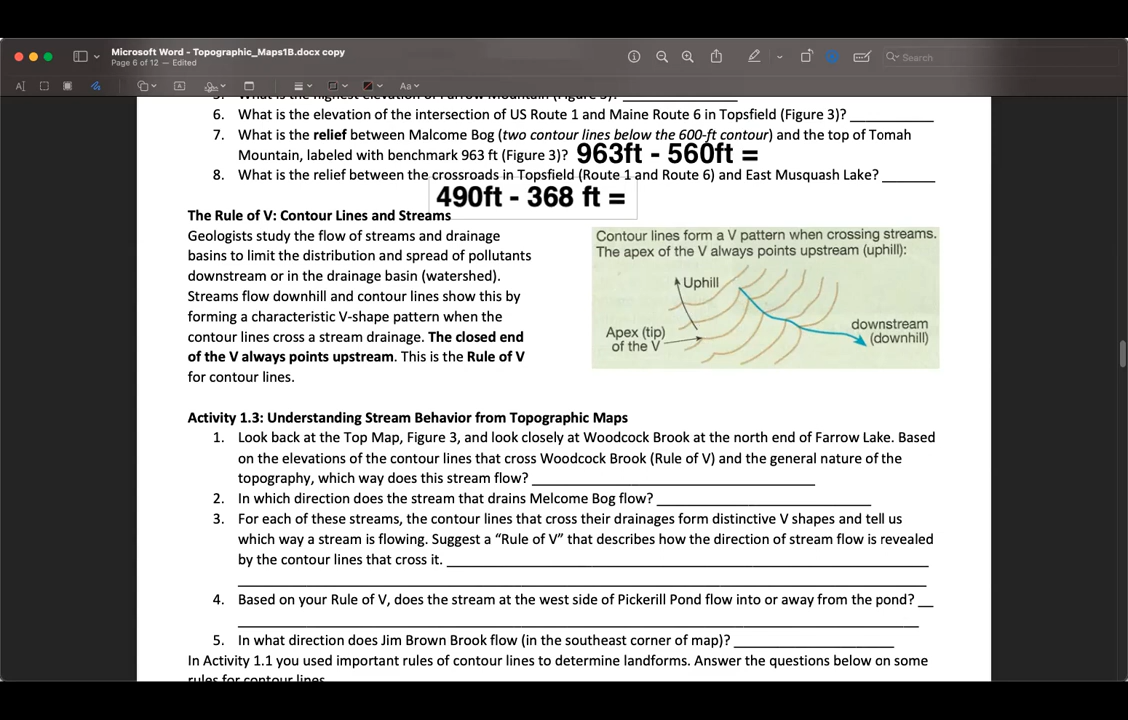 Microsoft Word - Topographic_Maps1B.docx copy
Page 6 of 12 — Edited
Search
5. What is the highest elevation of Farrow Mountain (Figure 3)? ________________
6. What is the elevation of the intersection of US Route 1 and Maine Route 6 in Topsfield (Figure 3)? ____________
7. What is the relief between Malcome Bog (two contour lines below the 600-ft contour) and the top of Tomah
Mountain, labeled with benchmark 963 ft (Figure 3)? 963ft - 560ft =
8. What is the relief between the crossroads in Topsfield (Route 1 and Route 6) and East Musquash Lake? ________
490ft - 368 ft =
The Rule of V: Contour Lines and Streams
Geologists study the flow of streams and drainage
basins to limit the distribution and spread of pollutants
downstream or in the drainage basin (watershed).
Streams flow downhill and contour lines show this by
forming a characteristic V-shape pattern when the
contour lines cross a stream drainage. The closed end
of the V always points upstream. This is the Rule of V
for contour lines.
Contour lines form a V pattern when crossing streams.
The apex of the V always points upstream (uphill):
Uphill
Apex (tip)
of the V
downstream
(downhill)
Activity 1.3: Understanding Stream Behavior from Topographic Maps
1. Look back at the Top Map, Figure 3, and look closely at Woodcock Brook at the north end of Farrow Lake. Based
on the elevations of the contour lines that cross Woodcock Brook (Rule of V) and the general nature of the
topography, which way does this stream flow? ________________________________________
2. In which direction does the stream that drains Melcome Bog flow? ______________________________
3. For each of these streams, the contour lines that cross their drainages form distinctive V shapes and tell us
which way a stream is flowing. Suggest a “Rule of V” that describes how the direction of stream flow is revealed
by the contour lines that cross it. ____________________________________________________________________
4. Based on your Rule of V, does the stream at the west side of Pickerill Pond flow into or away from the pond? __
5. In what direction does Jim Brown Brook flow (in the southeast corner of map)? ______________________
In Activity 1.1 you used important rules of contour lines to determine landforms. Answer the questions below on some
rules for contour lines